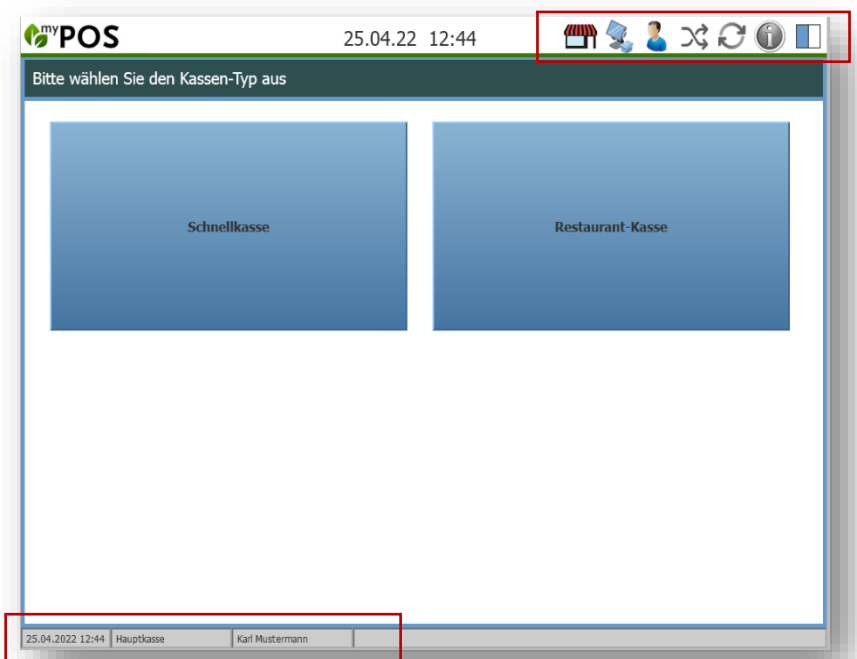 myPOS 25.04.22 12:44
Bitte wählen Sie den Kassen-Typ aus
Schnellkasse Restaurant-Kasse
25.04.2022 12:44 Hauptkasse Karl Mustermann